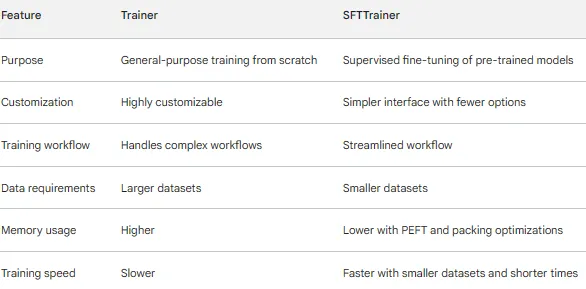 Feature Trainer SFTTrainer
Purpose General-purpose training from scratch Supervised fine-tuning of pre-trained models
Customization Highly customizable Simpler interface with fewer options
Training workflow Handles complex workflows Streamlined workflow
Data requirements Larger datasets Smaller datasets
Memory usage Higher Lower with PEFT and packing optimizations
Training speed Slower Faster with smaller datasets and shorter times